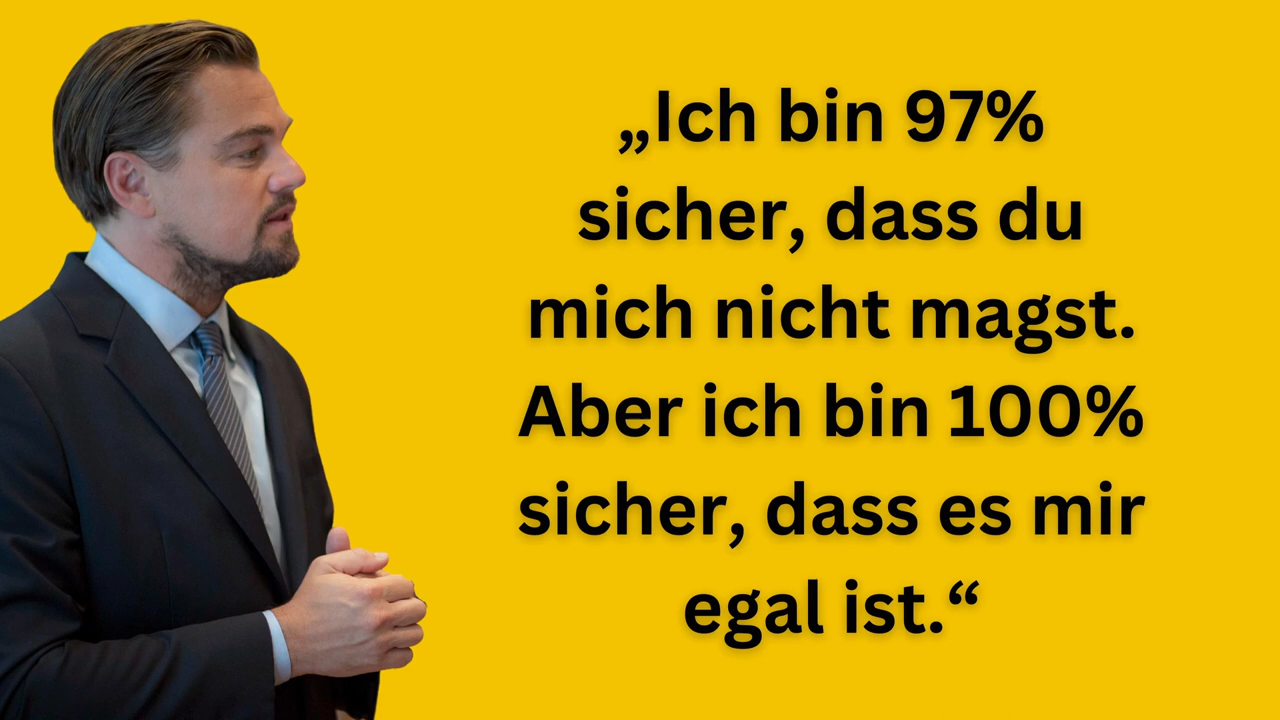 „Ich bin 97%
sicher, dass du
mich nicht magst.
Aber ich bin 100%
sicher, dass es mir
egal ist.“